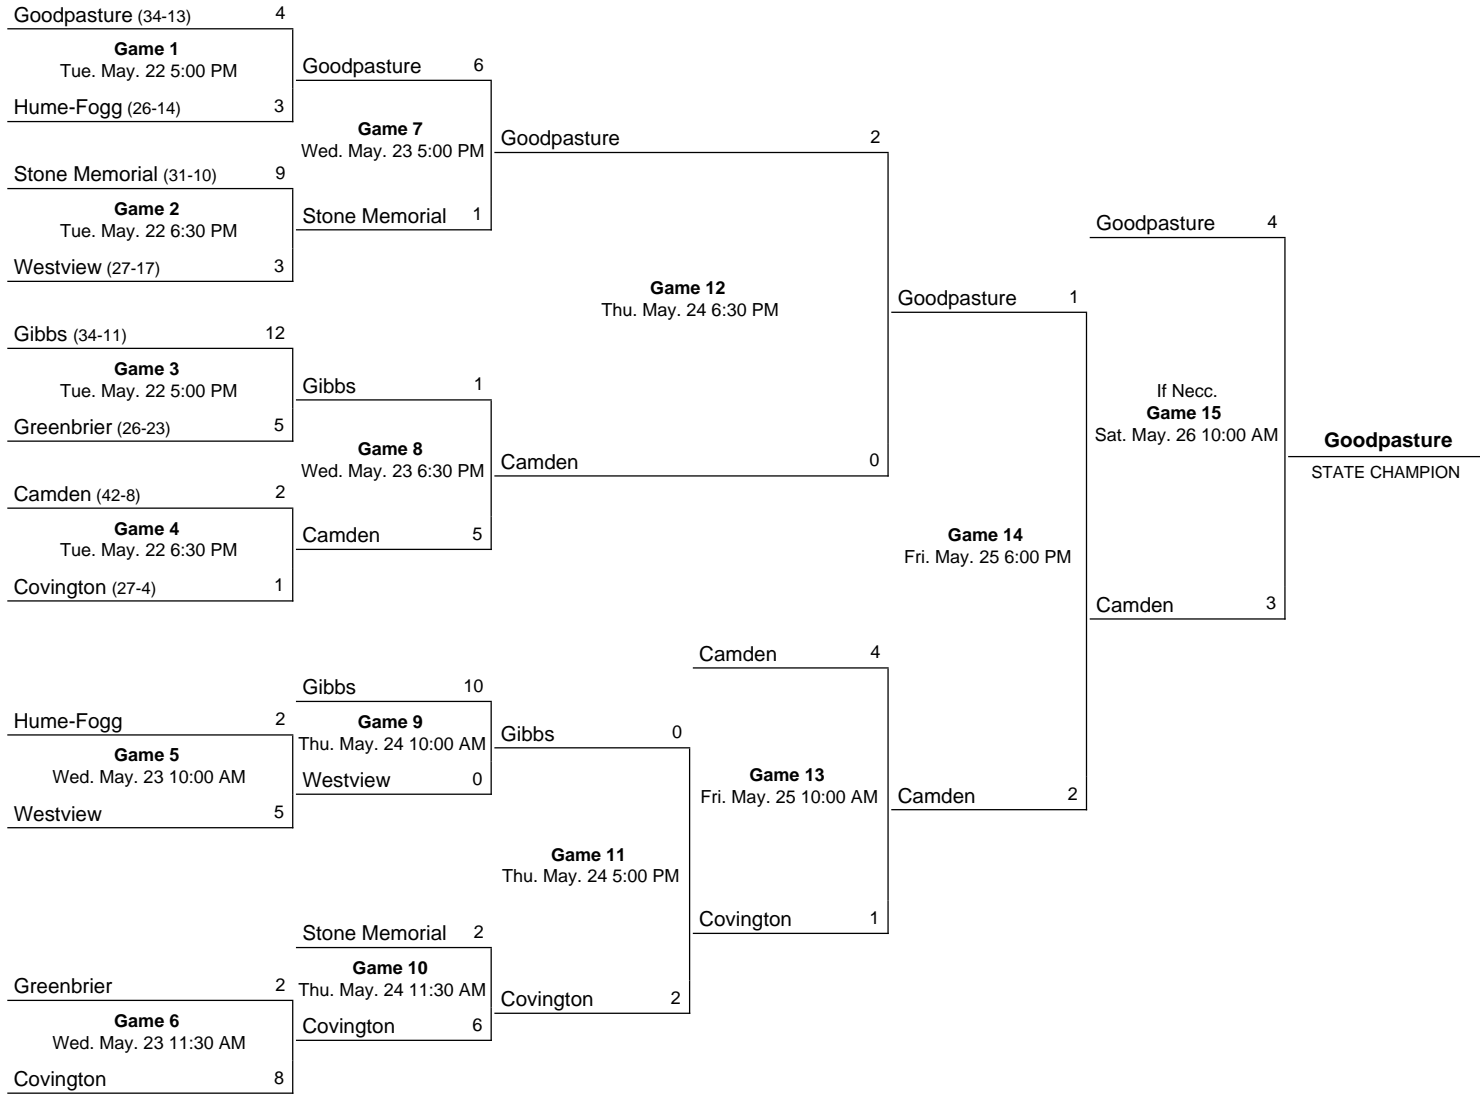 Goodpasture (34-13) 4
Game 1
Tue. May. 22 5:00 PM
Hume-Fogg (26-14) 3
Stone Memorial (31-10) 9
Game 2
Tue. May. 22 6:30 PM
Westview (27-17) 3
Gibbs (34-11) 12
Game 3
Tue. May. 22 5:00 PM
Greenbrier (26-23) 5
Camden (42-8) 2
Game 4
Tue. May. 22 6:30 PM
Covington (27-4) 1
Hume-Fogg 2
Game 5
Wed. May. 23 10:00 AM
Westview 5
Greenbrier 2
Game 6
Wed. May. 23 11:30 AM
Covington 8
Goodpasture 6
Game 7
Wed. May. 23 5:00 PM
Stone Memorial 1
Gibbs 1
Game 8
Wed. May. 23 6:30 PM
Camden 5
Gibbs 10
Game 9
Thu. May. 24 10:00 AM
Westview 0
Stone Memorial 2
Game 10
Thu. May. 24 11:30 AM
Covington 6
Goodpasture 2
Game 12
Thu. May. 24 6:30 PM
Camden 0
Gibbs 0
Game 11
Thu. May. 24 5:00 PM
Covington 2
Camden 4
Game 13
Fri. May. 25 10:00 AM
Covington 1
Goodpasture 1
Game 14
Fri. May. 25 6:00 PM
Camden 2
Goodpasture 4
If Necc.
Game 15
Sat. May. 26 10:00 AM
Camden 3
Goodpasture
STATE CHAMPION